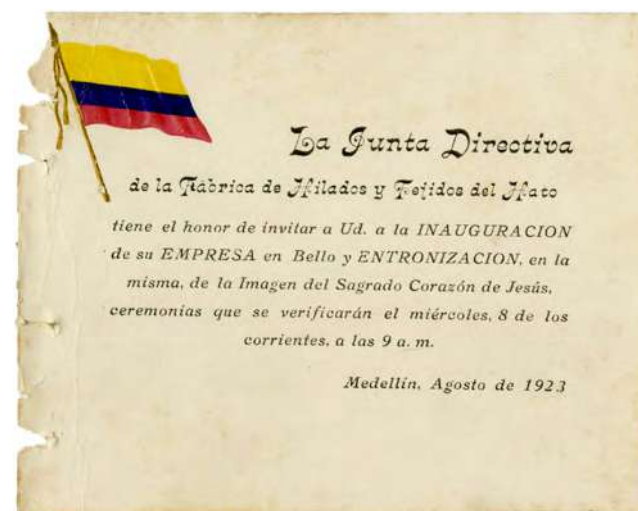 La Junta Directiva
de la Fábrica de Hilados y Tejidos del Hato
tiene el honor de invitar a Ud. a la INAUGURACION
de su EMPRESA en Bello y ENTRONIZACION, en la
misma, de la Imagen del Sagrado Corazón de Jesús,
ceremonias que se verificarán el miércoles, 8 de los
corrientes, a las 9 a. m.
Medellín, Agosto de 1923